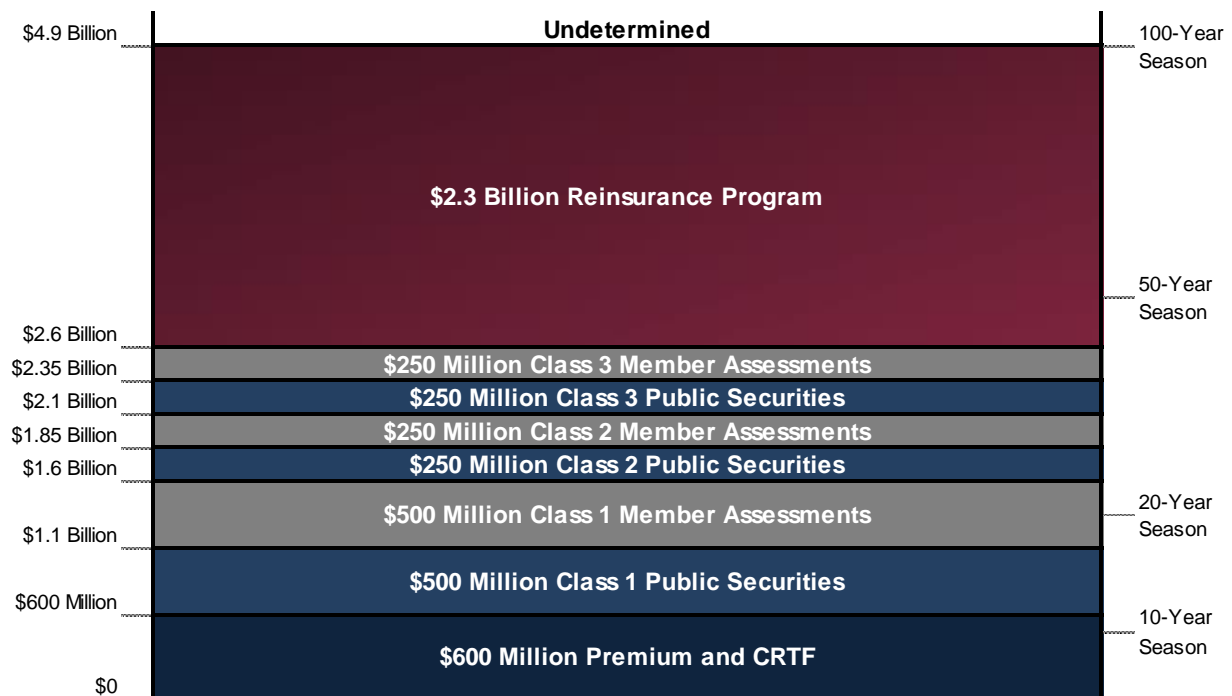 Undetermined
$4.9 Billion
100-Year
Season
$2.3 Billion Reinsurance Program
50-Year
Season
$2.6 Billion
$250 Million Class 3 Member Assessments
$2.35 Billion
$250 Million Class 3 Public Securities
$2.1 Billion
$250 Million Class 2 Member Assessments
$1.85 Billion
$250 Million Class 2 Public Securities
$1.6 Billion
$500 Million Class 1 Member Assessments
20-Year
Season
$1.1 Billion
$500 Million Class 1 Public Securities
$600 Million
10-Year
Season
$600 Million Premium and CRTF
$0